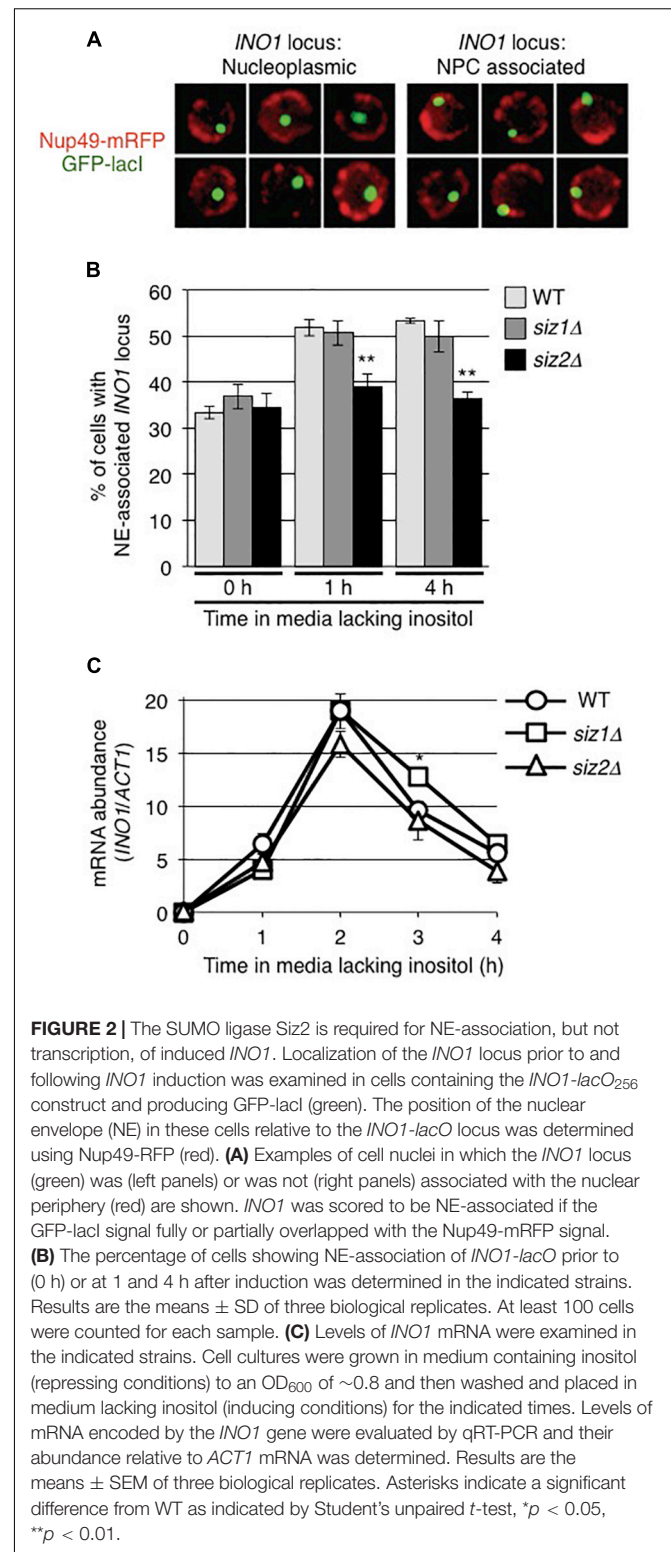 A
INO1 locus:
Nucleoplasmic
INO1 locus:
NPC associated
Nup49-mRFP
GFP-lacI
B
% of cells with
NE-associated INO1 locus
60
50
40
30
20
10
0
**
**
WT
siz1Δ
siz2Δ
0 h
1 h
4 h
Time in media lacking inositol
C
mRNA abundance
(INO1/ACT1)
20
15
10
5
0
*
WT
siz1Δ
siz2Δ
0
1
2
3
4
Time in media lacking inositol (h)
FIGURE 2 | The SUMO ligase Siz2 is required for NE-association, but not
transcription, of induced INO1. Localization of the INO1 locus prior to and
following INO1 induction was examined in cells containing the INO1-lacO256
construct and producing GFP-lacI (green). The position of the nuclear
envelope (NE) in these cells relative to the INO1-lacO locus was determined
using Nup49-RFP (red). (A) Examples of cell nuclei in which the INO1 locus
(green) was (left panels) or was not (right panels) associated with the nuclear
periphery (red) are shown. INO1 was scored to be NE-associated if the
GFP-lacI signal fully or partially overlapped with the Nup49-mRFP signal.
(B) The percentage of cells showing NE-association of INO1-lacO prior to
(0 h) or at 1 and 4 h after induction was determined in the indicated strains.
Results are the means ± SD of three biological replicates. At least 100 cells
were counted for each sample. (C) Levels of INO1 mRNA were examined in
the indicated strains. Cell cultures were grown in medium containing inositol
(repressing conditions) to an OD600 of ~0.8 and then washed and placed in
medium lacking inositol (inducing conditions) for the indicated times. Levels of
mRNA encoded by the INO1 gene were evaluated by qRT-PCR and their
abundance relative to ACT1 mRNA was determined. Results are the
means ± SEM of three biological replicates. Asterisks indicate a significant
difference from WT as indicated by Student's unpaired t-test, *p < 0.05,
**p < 0.01.